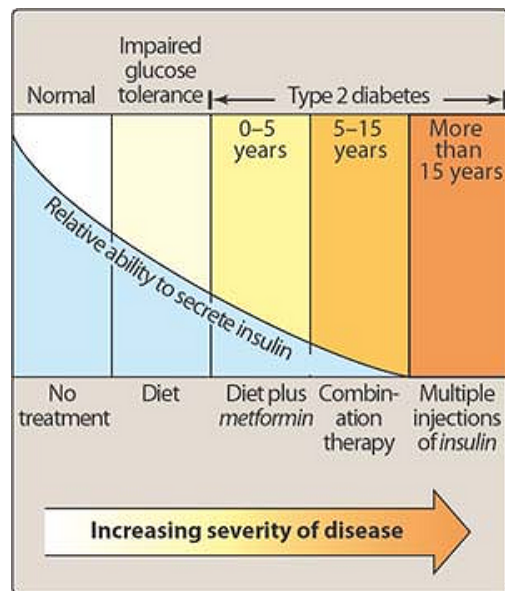 Normal
Impaired
glucose
tolerance
Type 2 diabetes
0–5
years
5–15
years
More
than
15 years
Relative ability to secrete insulin
No
treatment
Diet
Diet plus
metformin
Combin-
ation
therapy
Multiple
injections
of insulin
Increasing severity of disease